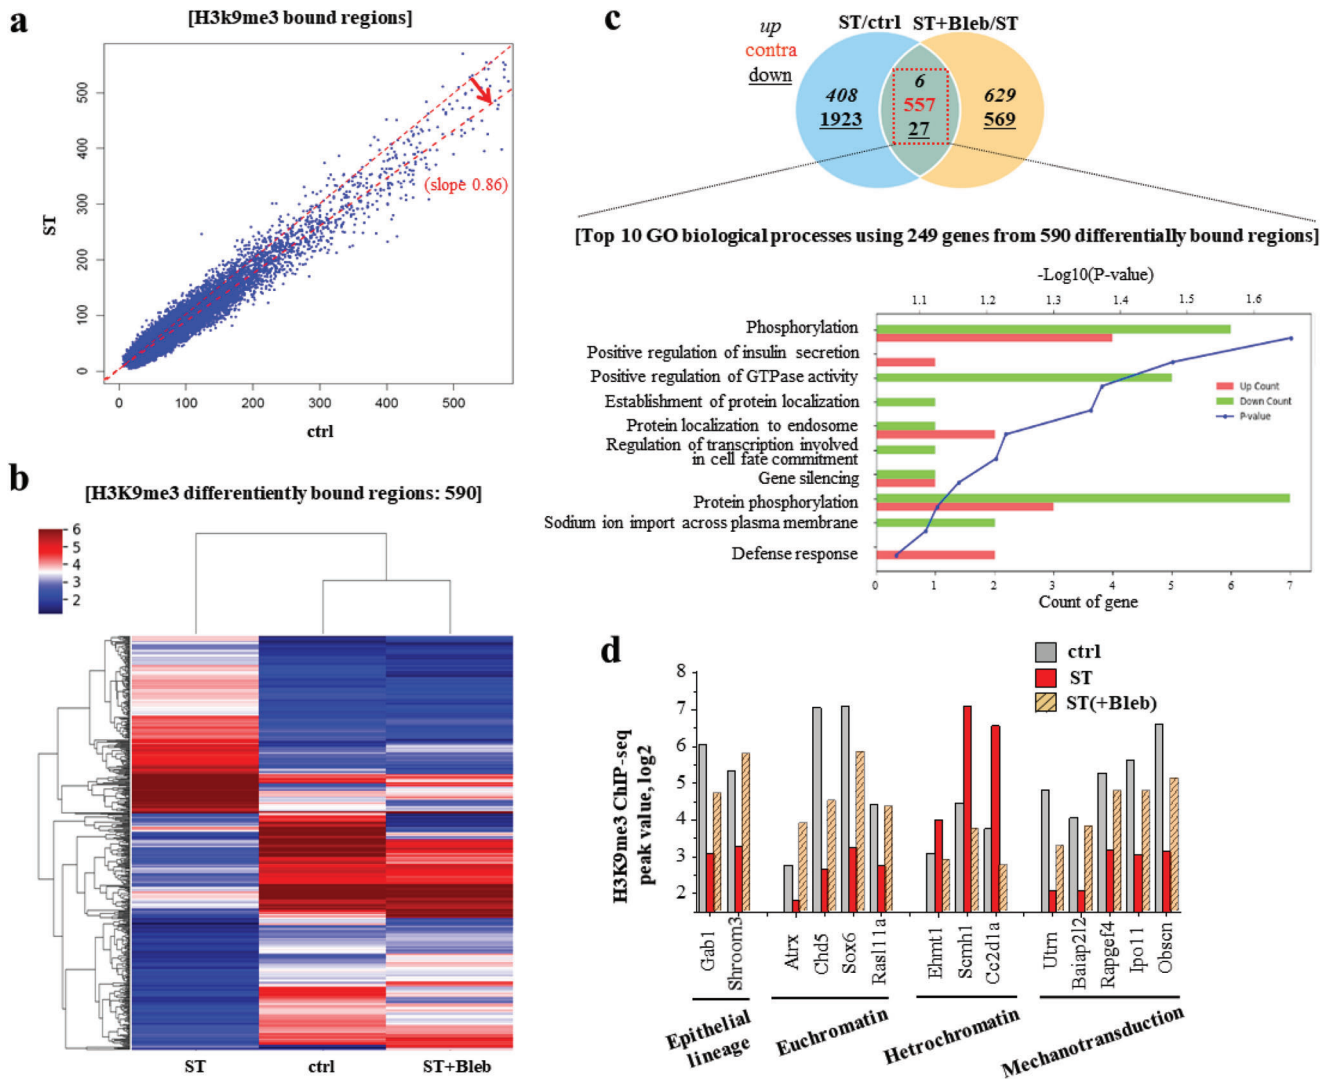 a
[H3k9me3 bound regions]
ST
500
400
300
200
100
0
(slope 0.86)
0 100 200 300 400 500
ctrl
b
[H3K9me3 differentiently bound regions: 590]
6
5
4
3
2
ST ctrl ST+Bleb
c
ST/ctrl ST+Bleb/ST
up
contra
down
408
1923
6
557
27
629
569
[Top 10 GO biological processes using 249 genes from 590 differentially bound regions]
-Log10(P-value)
1.1 1.2 1.3 1.4 1.5 1.6
Phosphorylation
Positive regulation of insulin secretion
Positive regulation of GTPase activity
Establishment of protein localization
Protein localization to endosome
Regulation of transcription involved
in cell fate commitment
Gene silencing
Protein phosphorylation
Sodium ion import across plasma membrane
Defense response
Up Count
Down Count
P-value
0 1 2 3 4 5 6 7
Count of gene
d
ctrl
ST
ST(+Bleb)
H3K9me3 ChIP-seq
peak value, log2
8
7
6
5
4
3
2
Gab1
Shroom3
Atrx
Chd5
Sox6
Rasl11a
Ehmt1
Scmh1
Cc2d1a
Utrn
Baiap2l2
Rapgef4
Ipo11
Obscn
Epithelial
lineage
Euchromatin
Hetrochromatin
Mechanotransduction